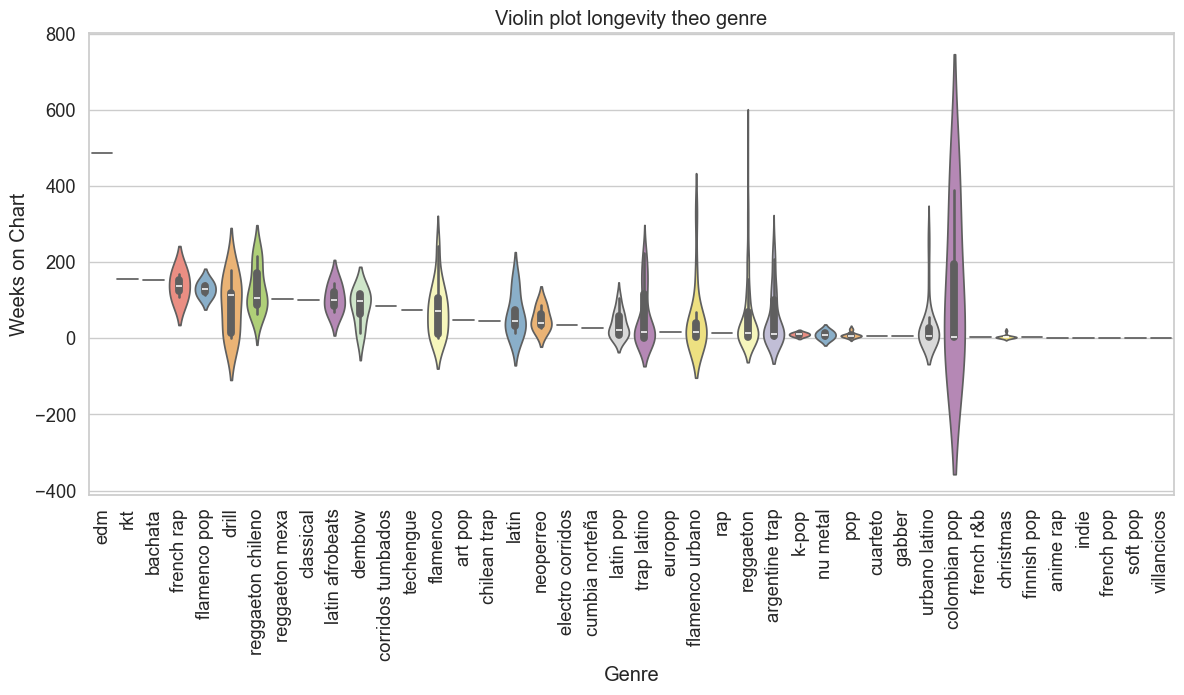 Violin plot longevity theo genre
Weeks on Chart
800
600
400
200
0
−200
−400
edm
rkt
bachata
french rap
flamenco pop
drill
reggaeton chileno
reggaeton mexa
classical
latin afrobeats
dembow
corridos tumbados
techengue
flamenco
art pop
chilean trap
latin
neoperreo
electro corridos
cumbia norteña
latin pop
trap latino
europop
flamenco urbano
rap
reggaeton
argentine trap
k-pop
nu metal
pop
cuarteto
gabber
urbano latino
colombian pop
french r&b
christmas
finnish pop
anime rap
indie
french pop
soft pop
villancicos
Genre